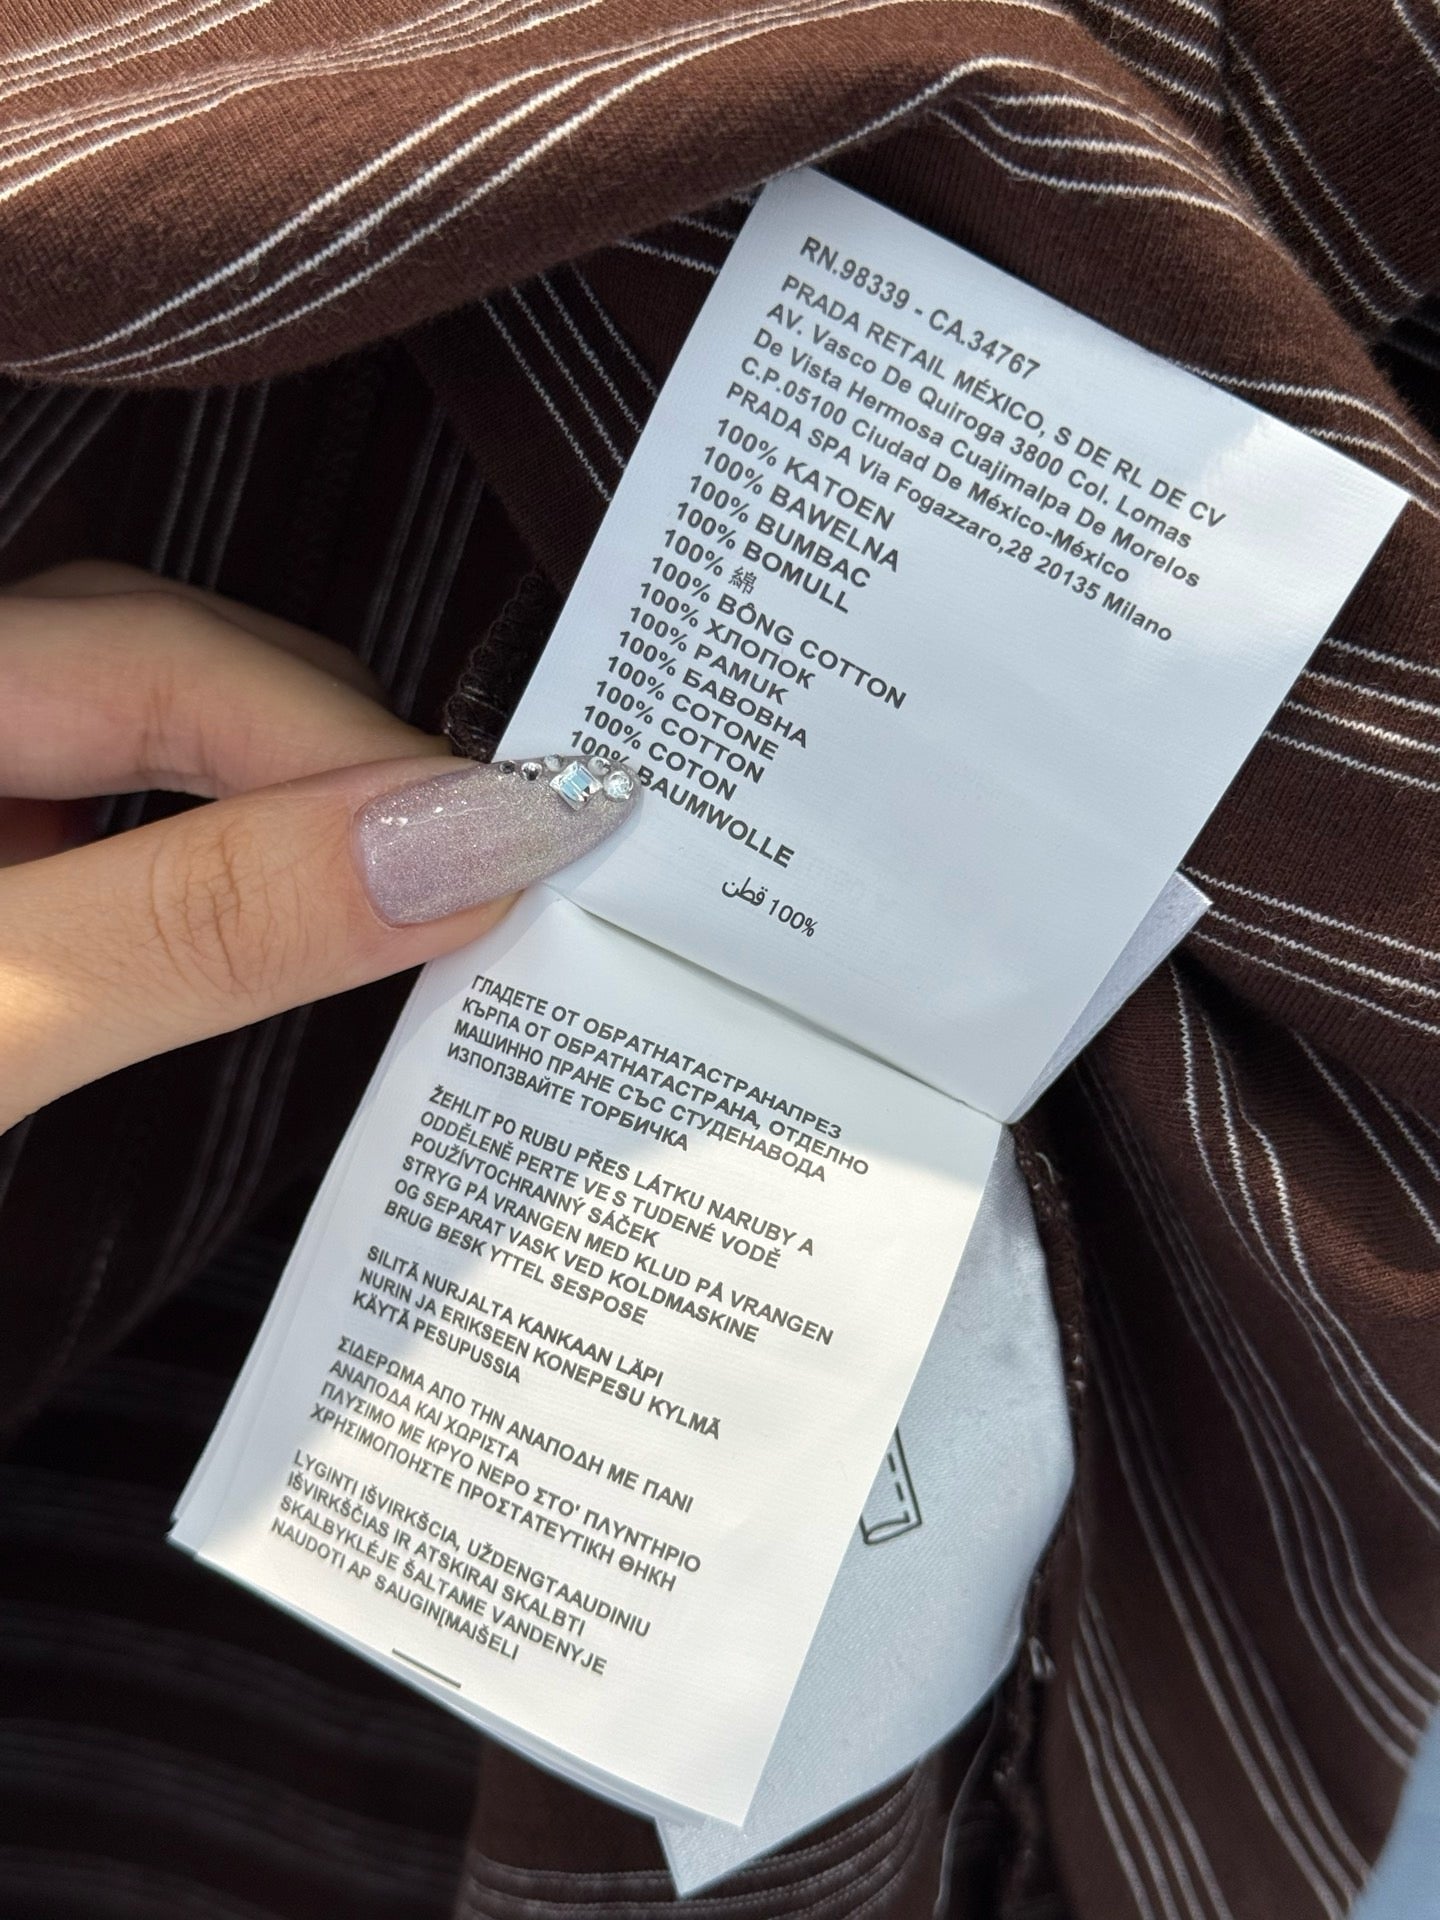 RN.98339 - CA.34767
PRADA RETAIL MÉXICO, S DE RL DE CV
AV. Vasco De Quiroga 3800 Col. Lomas
De Vista Hermosa Cuajimalpa De Morelos
C.P.05100 Ciudad De México-México
PRADA SPA Via Fogazzaro,28 20135 Milano
100% KATOEN
100% BAWELNA
100% BUMBAC
100% BOMULL
100% 綿
100% BÔNG COTTON
100% ХЛОПОК
100% PAMUK
100% БАВОВНА
100% COTONE
100% COTTON
100% COTON
100% BAUMWOLLE
100% قطن
ГЛАДЕТЕ ОТ ОБРАТНАТАСТРАНАПРЕЗ
КЪРПА ОТ ОБРАТНАТАСТРАНА, ОТДЕЛНО
МАШИННО ПРАНЕ СЪС СТУДЕНАВОДА
ИЗПОЛЗВАЙТЕ ТОРБИЧКА
ŽEHLIT PO RUBU PŘES LÁTKU NARUBY A
ODDĚLENĚ PERTE VE S TUDENÉ VODĚ
POUŽÍVTOCHRANNÝ SÁČEK
STRYG PÅ VRANGEN MED KLUD PÅ VRANGEN
OG SEPARAT VASK VED KOLDMASKINE
BRUG BESK YTTEL SESPOSE
SILITÄ NURJALTA KANKAAN LÄPI
NURIN JA ERIKSEEN KONEPESU KYLMÄ
KÄYTÄ PESUPUSSIA
ΣΙΔΕΡΩΜΑ ΑΠΟ ΤΗΝ ΑΝΑΠΟΔΗ ΜΕ ΠΑΝΙ
ΑΝΑΠΟΔΑ ΚΑΙ ΧΩΡΙΣΤΑ
ΠΛΥΣΙΜΟ ΜΕ ΚΡΥΟ ΝΕΡΟ ΣΤΟ' ΠΛΥΝΤΗΡΙΟ
ΧΡΗΣΙΜΟΠΟΙΗΣΤΕ ΠΡΟΣΤΑΤΕΥΤΙΚΗ ΘΗΚΗ
LYGINTI IŠVIRKŠCIA, UŽDENGTAAUDINIU
IŠVIRKŠČIAS IR ATSKIRAI SKALBTI
SKALBYKLĖJE ŠALTAME VANDENYJE
NAUDOTI AP SAUGINĮMAIŠELI